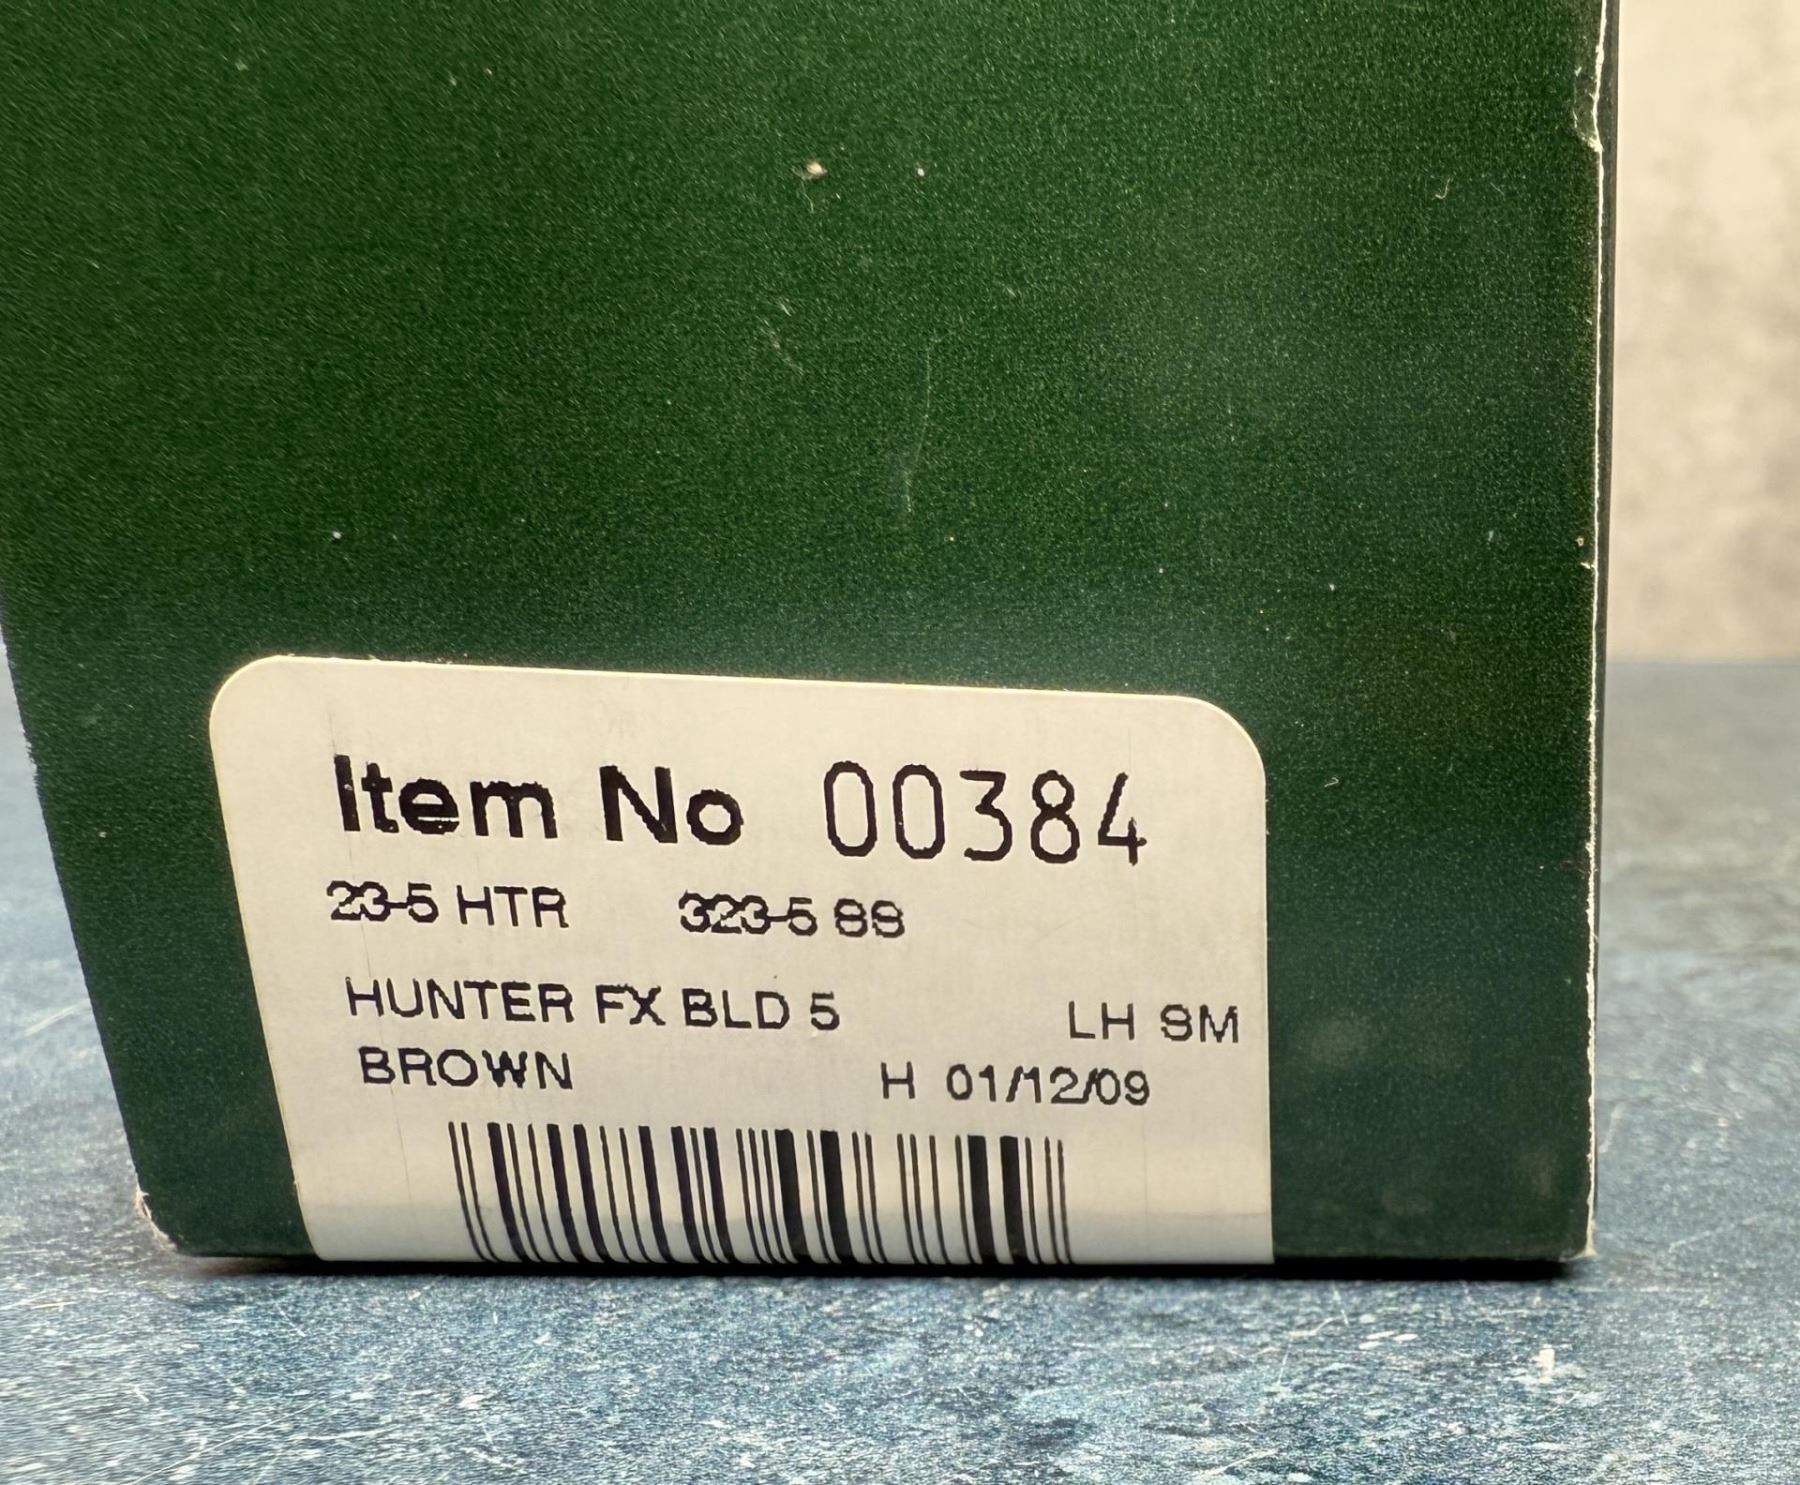 Item No 00384
23-5 HTR 323-5 SS
HUNTER FX BLD 5 LH SM
BROWN H 01/12/09